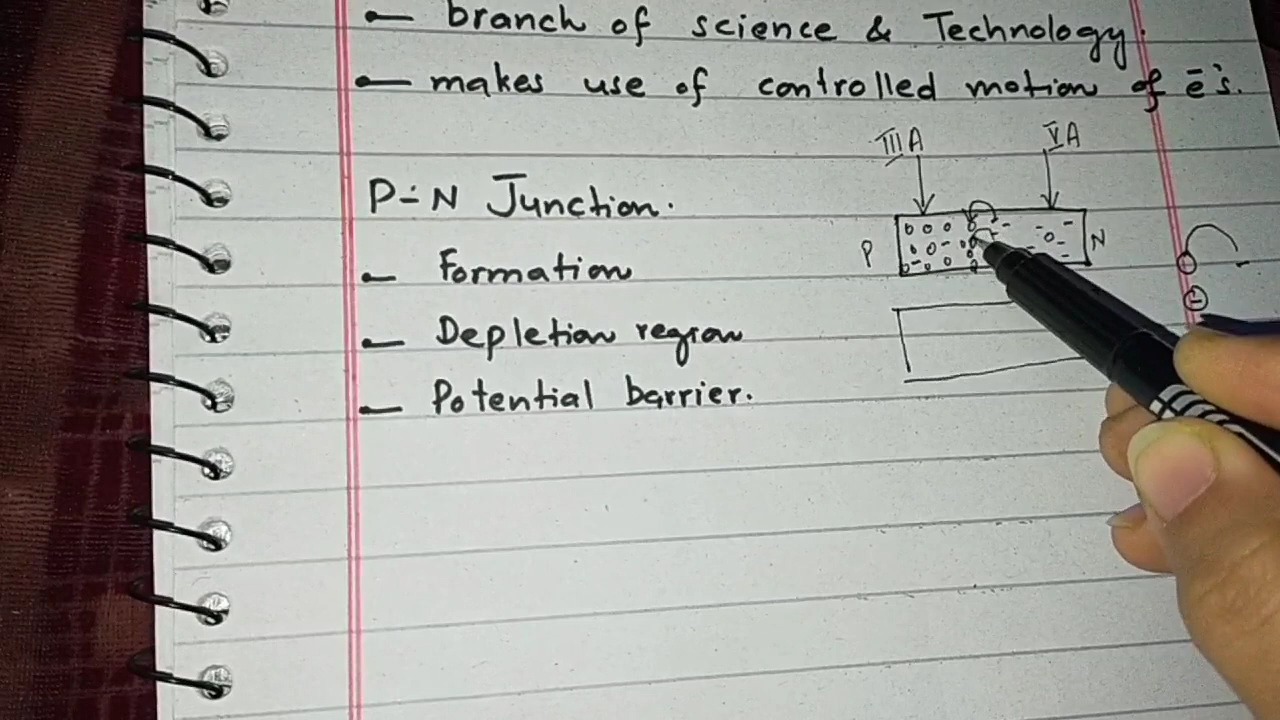 — branch of science & Technology.
— makes use of controlled motion of ē's.
IIIA VA
P-N Junction.
P N
— Formation
— Depletion region
— Potential barrier.